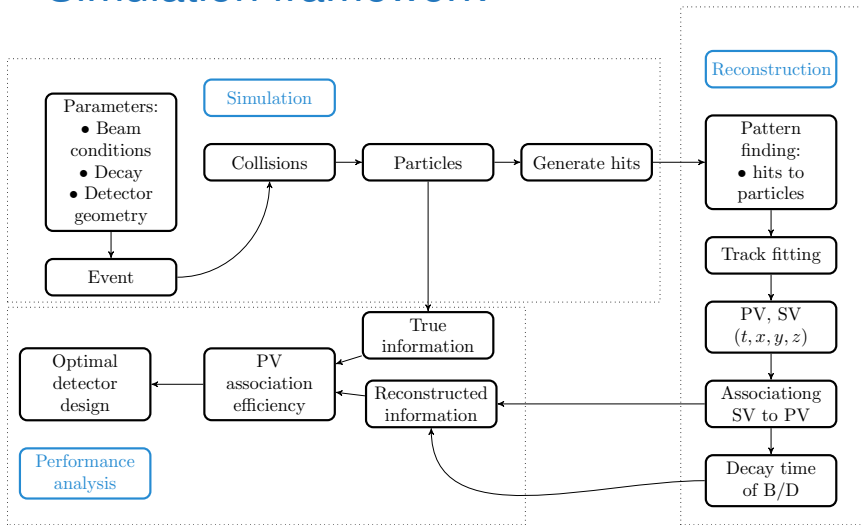 Simulation framework
Simulation
Parameters:
• Beam
conditions
• Decay
• Detector
geometry
Event
Collisions
Particles
Generate hits
Reconstruction
Pattern
finding:
• hits to
particles
Track fitting
PV, SV
(t, x, y, z)
Associationg
SV to PV
Decay time
of B/D
True
information
Reconstructed
information
PV
association
efficiency
Optimal
detector
design
Performance
analysis